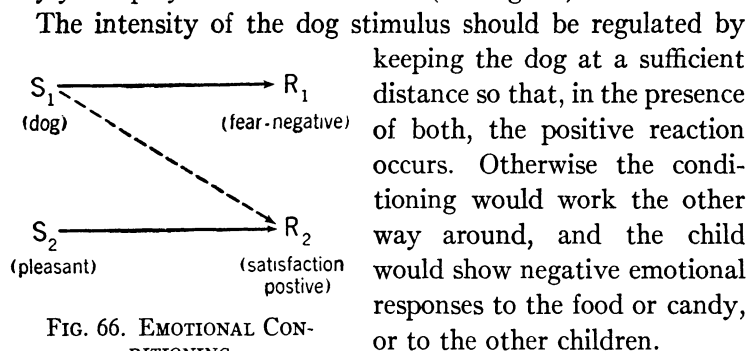 The intensity of the dog stimulus should be regulated by
keeping the dog at a sufficient
distance so that, in the presence
of both, the positive reaction
occurs. Otherwise the condi-
tioning would work the other
way around, and the child
would show negative emotional
responses to the food or candy,
or to the other children.
S1 R1
(dog) (fear-negative)
S2 R2
(pleasant) (satisfaction
postive)
FIG. 66. EMOTIONAL CON-